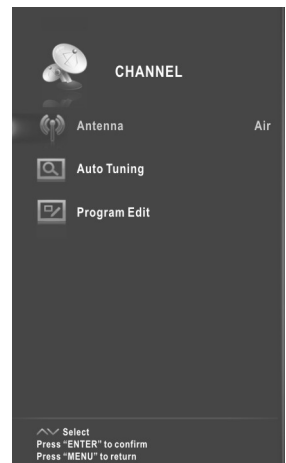 CHANNEL
Antenna Air
Auto Tuning
Program Edit
Select
Press “ENTER” to confirm
Press “MENU” to return